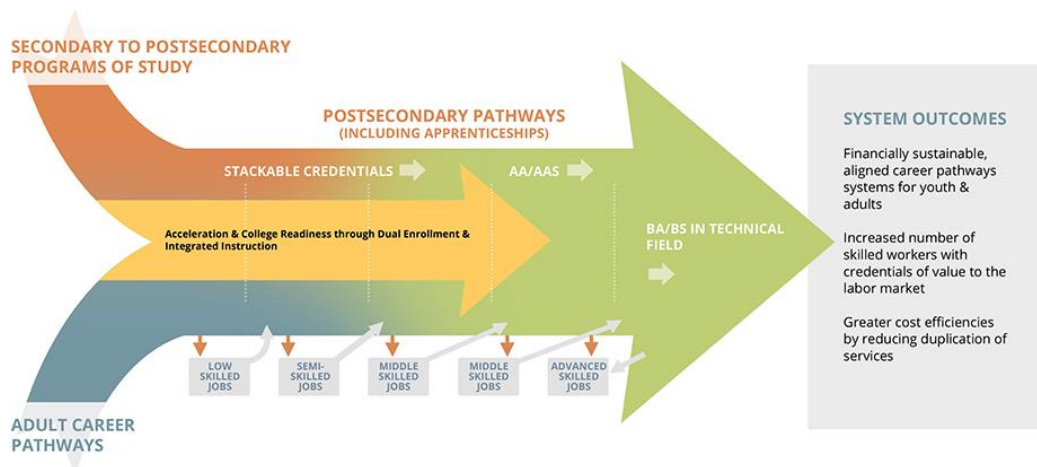 SECONDARY TO POSTSECONDARY
PROGRAMS OF STUDY
POSTSECONDARY PATHWAYS
(INCLUDING APPRENTICESHIPS)
STACKABLE CREDENTIALS
AA/AAS
Acceleration & College Readiness through Dual Enrollment &
Integrated Instruction
BA/BS IN TECHNICAL
FIELD
LOW
SKILLED
JOBS
SEMI-
SKILLED
JOBS
MIDDLE
SKILLED
JOBS
MIDDLE
SKILLED
JOBS
ADVANCED
SKILLED
JOBS
ADULT CAREER
PATHWAYS
SYSTEM OUTCOMES
Financially sustainable,
aligned career pathways
systems for youth &
adults
Increased number of
skilled workers with
credentials of value to the
labor market
Greater cost efficiencies
by reducing duplication of
services